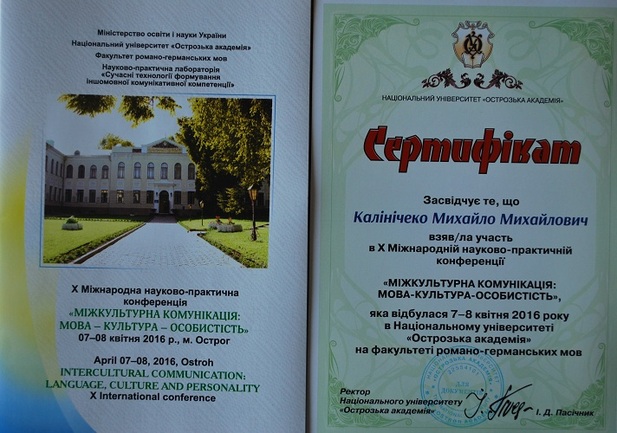 Міністерство освіти і науки України
Національний університет «Острозька академія»
Факультет романо-германських мов
Науково-практична лабораторія
«Сучасні технології формування
іншомовної комунікативної компетенції»
X Міжнародна науково-практична
конференція
«МІЖКУЛЬТУРНА КОМУНІКАЦІЯ:
МОВА – КУЛЬТУРА – ОСОБИСТІСТЬ»
07–08 квітня 2016 р., м. Острог
April 07–08, 2016, Ostroh
INTERCULTURAL COMMUNICATION:
LANGUAGE, CULTURE AND PERSONALITY
X International conference
НАЦІОНАЛЬНИЙ УНІВЕРСИТЕТ «ОСТРОЗЬКА АКАДЕМІЯ»
Сертифікат
Засвідчує те, що
Калінічеко Михайло Михайлович
взяв/ла участь
в X Міжнародній науково-практичній
конференції
«МІЖКУЛЬТУРНА КОМУНІКАЦІЯ:
МОВА-КУЛЬТУРА-ОСОБИСТІСТЬ»,
яка відбулася 7–8 квітня 2016 року
в Національному університеті
"Острозька академія"
на факультеті романо-германських мов
Ректор
Національного університету
«Острозька академія»
І. Д. Пасічник
ДЛЯ